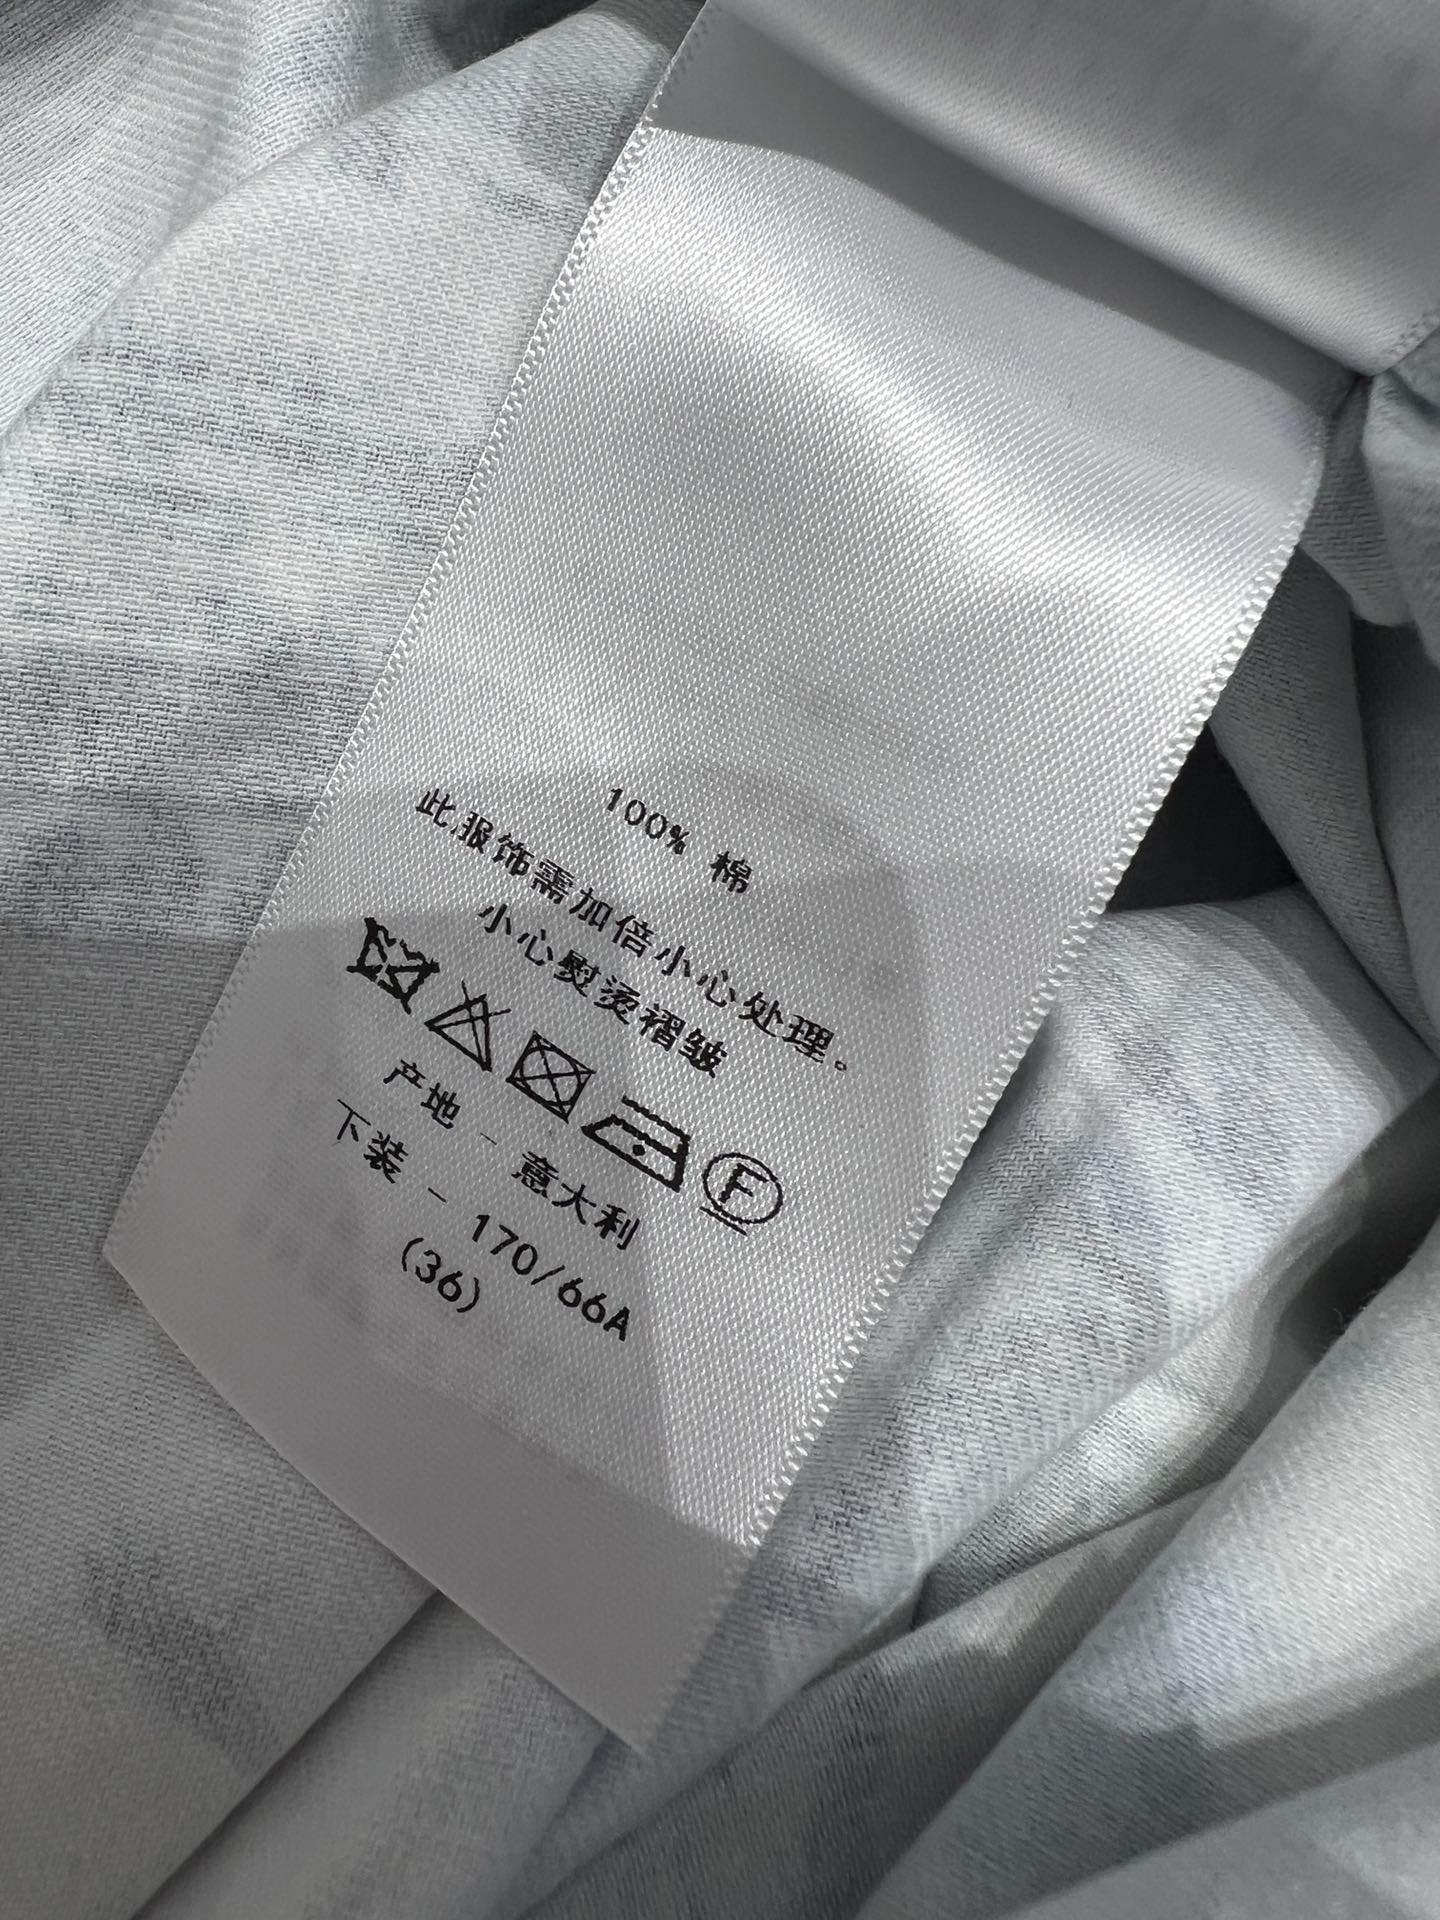 100% 棉
此服饰需加倍小心处理。
小心熨烫褶皱
F
产地 - 意大利
下装 - 170/66A
(36)